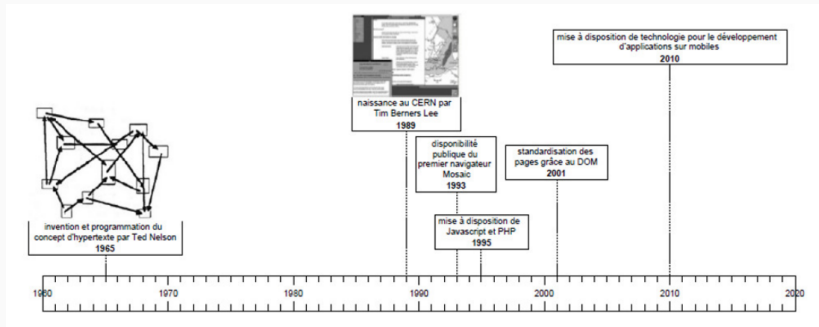 mise à disposition de technologie pour le développement
d'applications sur mobiles
2010
naissance au CERN par
Tim Berners Lee
1989
disponibilité
publique du
premier navigateur
Mosaic
1993
standardisation des
pages grâce au DOM
2001
invention et programmation du
concept d'hypertexte par Ted Nelson
1965
mise à disposition de
Javascript et PHP
1995
1960 1970 1980 1990 2000 2010 2020